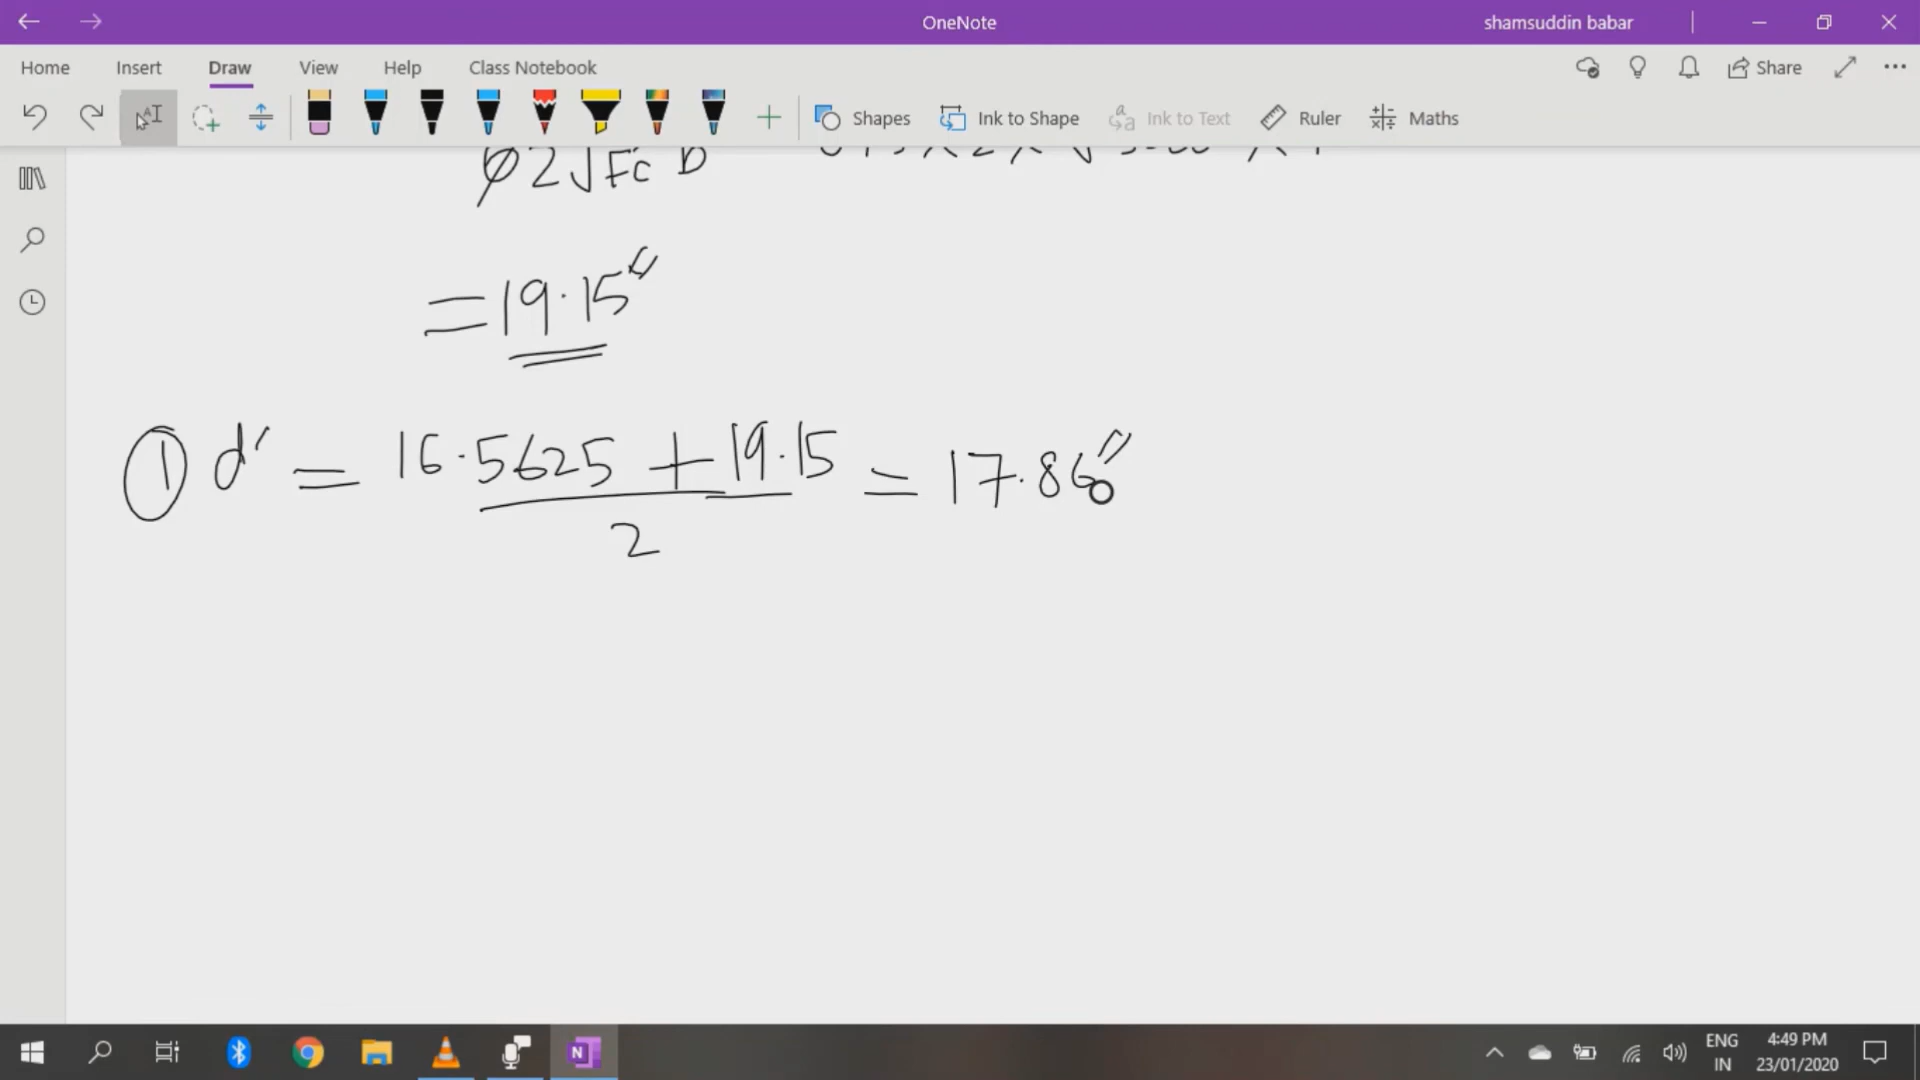 OneNote
shamsuddin babar
Home Insert Draw View Help Class Notebook
Share
Shapes Ink to Shape Ink to Text Ruler Maths
∅2√Fc' b
= 19.15"
① d' = 16.5625 + 19.15 = 17.86"
2
ENG 4:49 PM
IN 23/01/2020